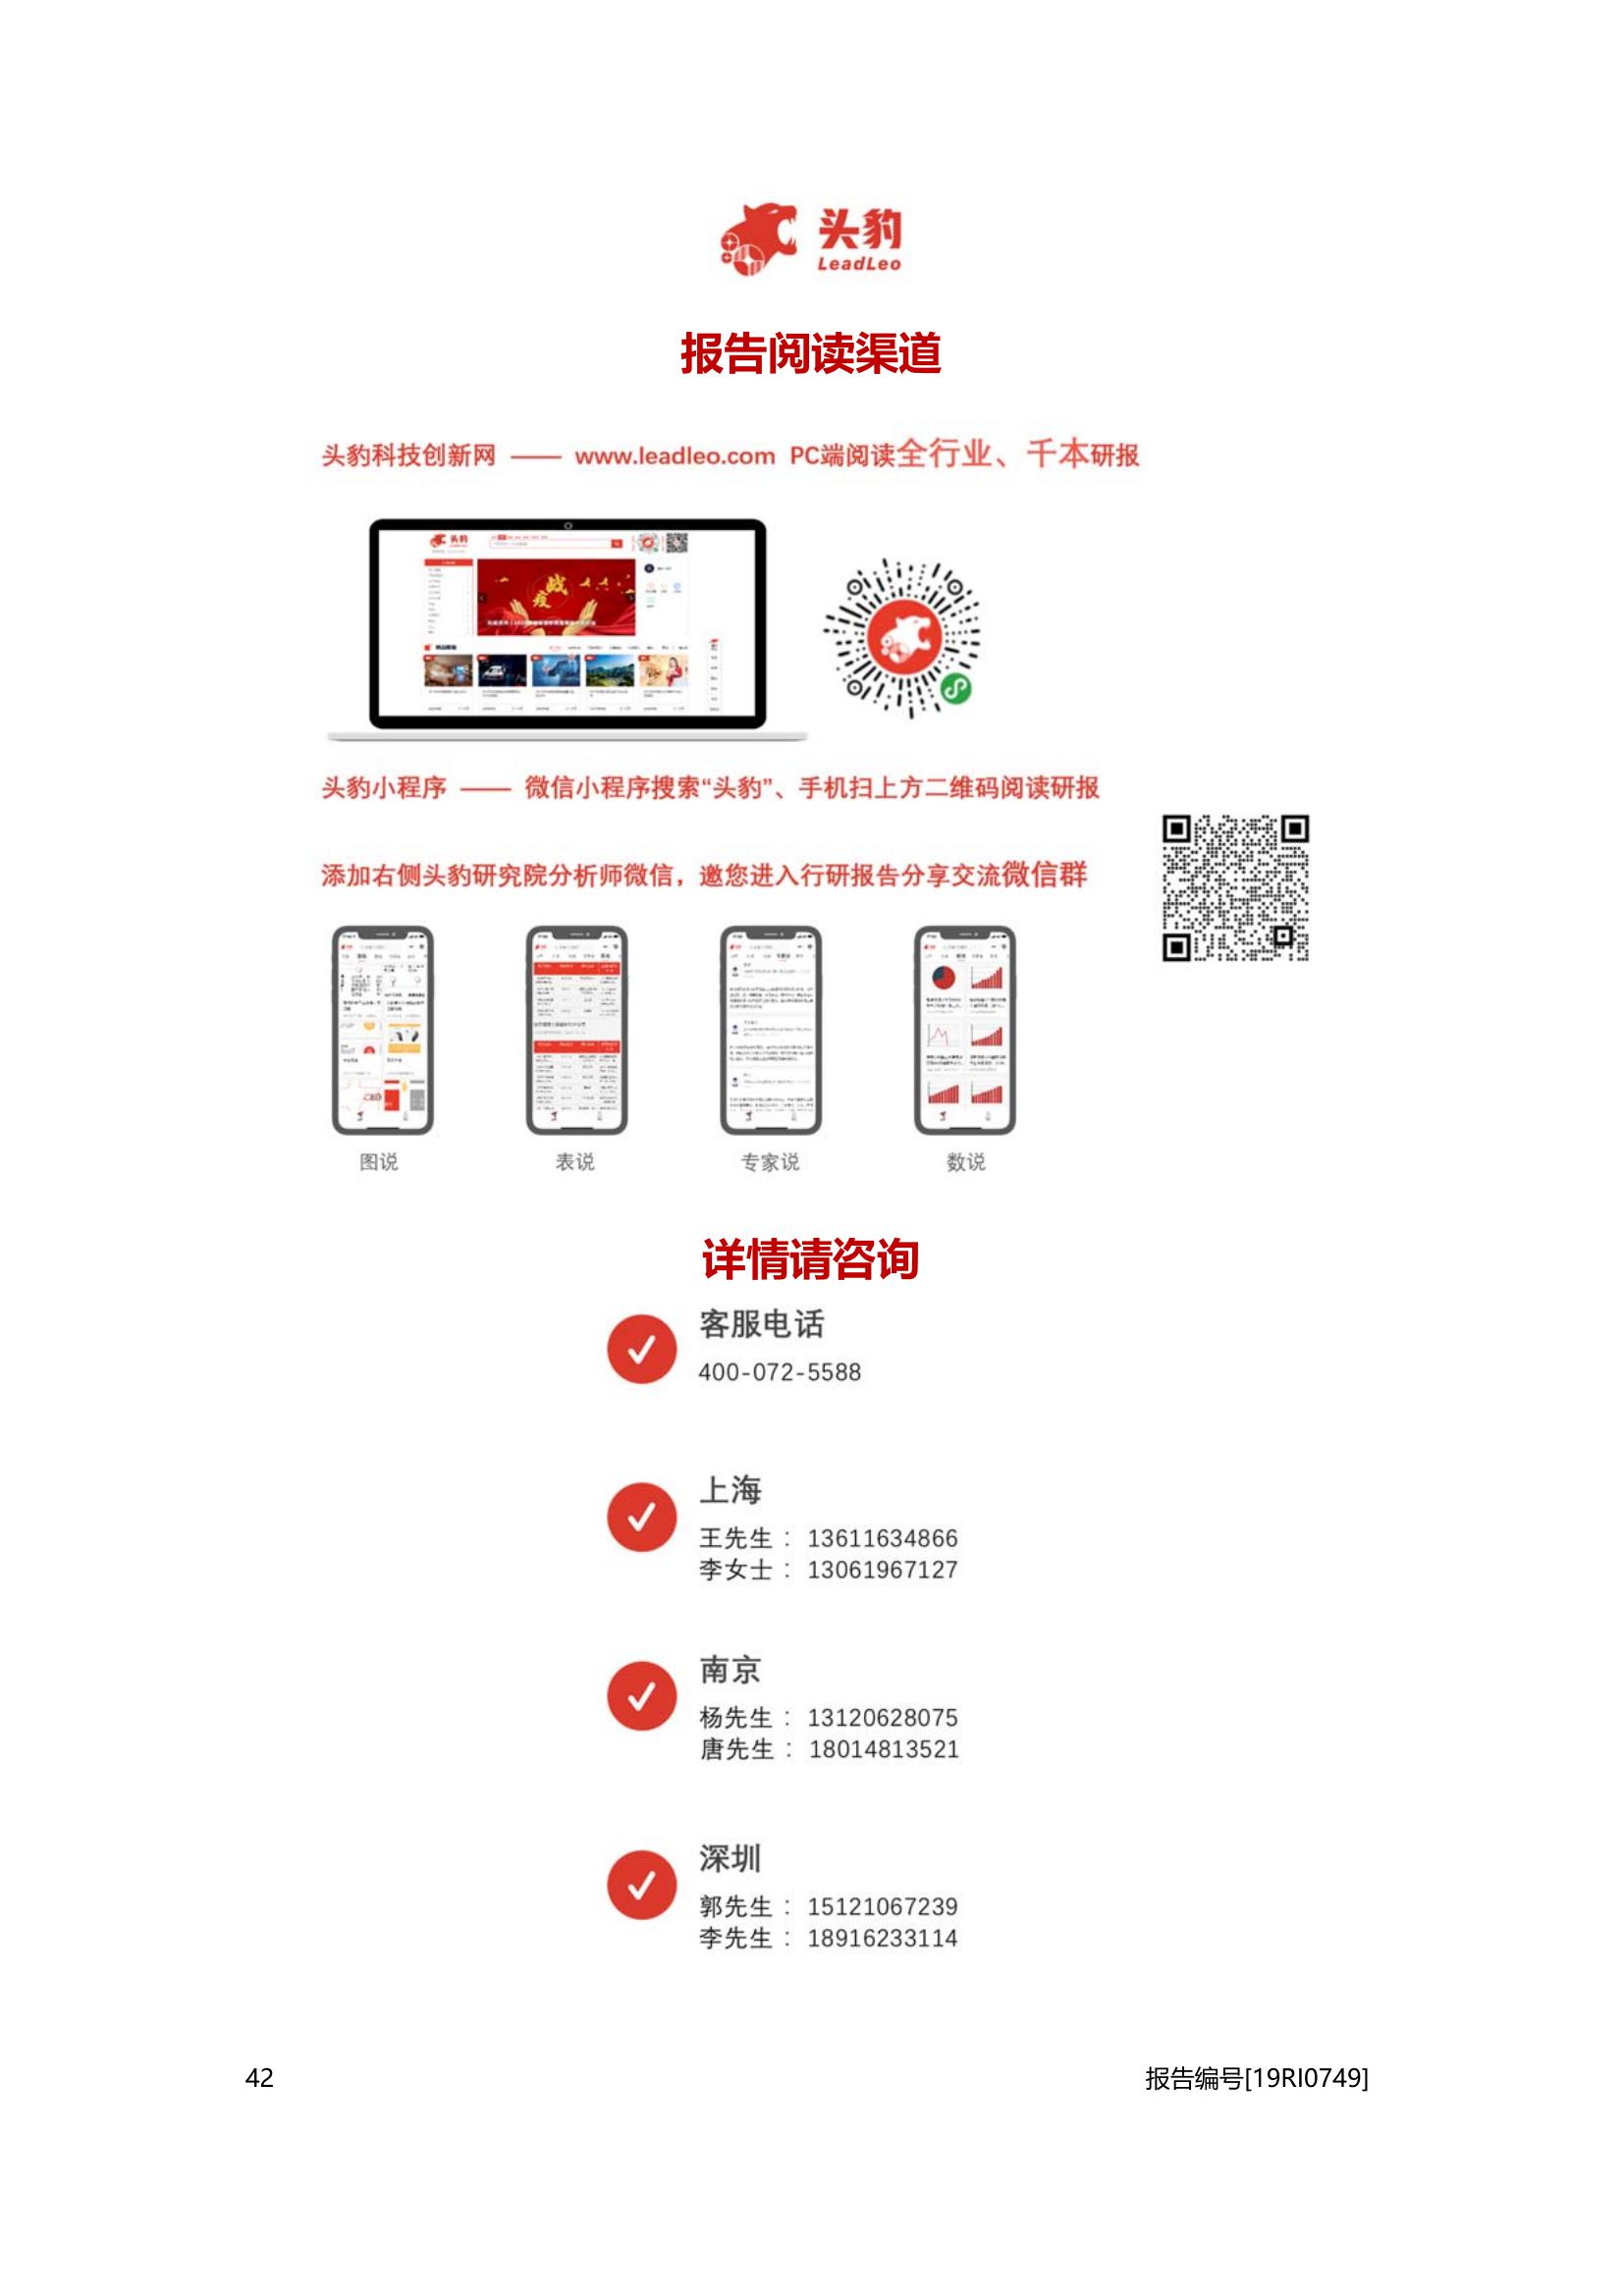 头豹
LeadLeo
报告阅读渠道
头豹科技创新网 —— www.leadleo.com PC端阅读全行业、千本研报
头豹
战
疫
头豹小程序 —— 微信小程序搜索“头豹”、手机扫上方二维码阅读研报
添加右侧头豹研究院分析师微信，邀您进入行研报告分享交流微信群
图说 表说 专家说 数说
详情请咨询
客服电话
400-072-5588
上海
王先生：13611634866
李女士：13061967127
南京
杨先生：13120628075
唐先生：18014813521
深圳
郭先生：15121067239
李先生：18916233114
42 报告编号[19RI0749]